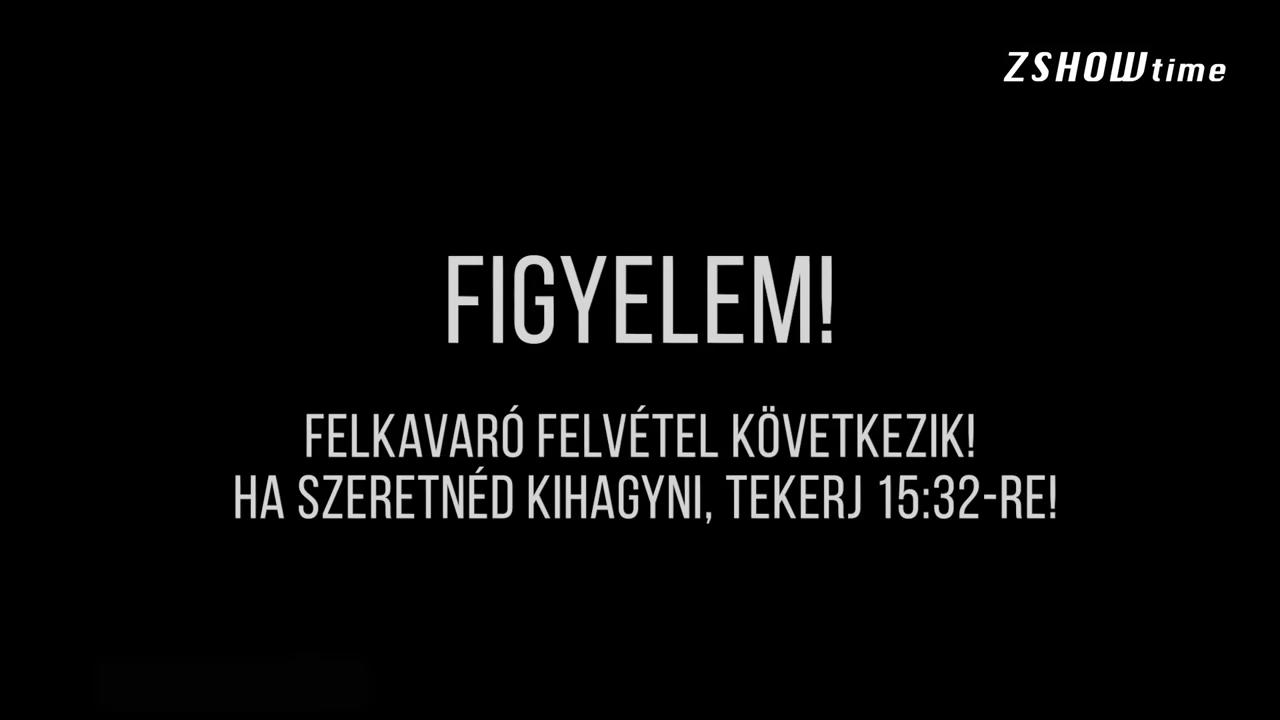 ZSHOWtime
FIGYELEM!
FELKAVARÓ FELVÉTEL KÖVETKEZIK!
HA SZERETNÉD KIHAGYNI, TEKERJ 15:32-RE!